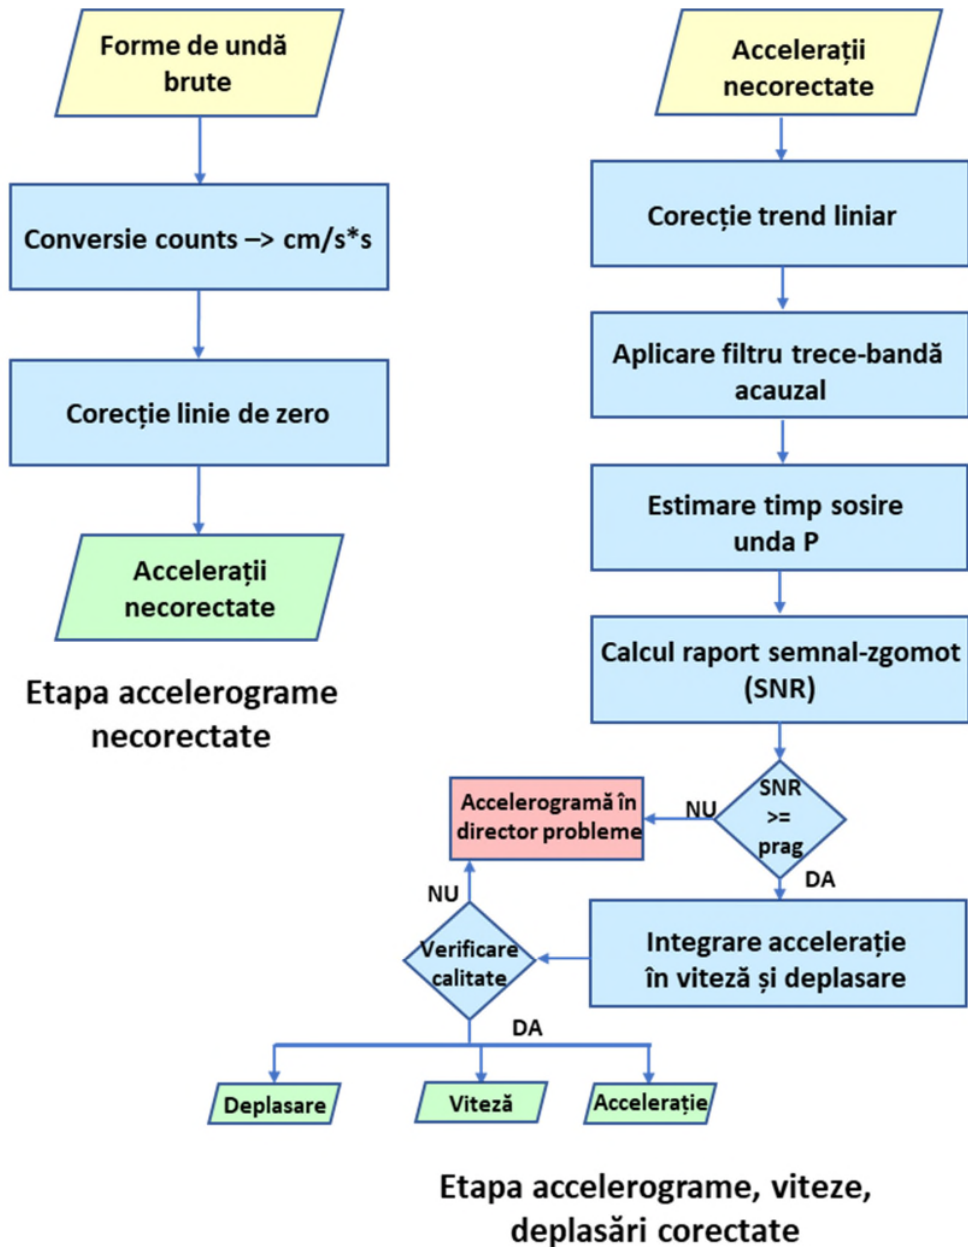 Forme de undă
brute
Conversie counts –> cm/s*s
Corecție linie de zero
Accelerații
necorectate
Etapa accelerograme
necorectate
Accelerații
necorectate
Corecție trend liniar
Aplicare filtru trece-bandă
acauzal
Estimare timp sosire
unda P
Calcul raport semnal-zgomot
(SNR)
SNR
>=
prag
NU
DA
Accelerogramă în
director probleme
Integrare accelerație
în viteză și deplasare
NU
Verificare
calitate
DA
Deplasare
Viteză
Accelerație
Etapa accelerograme, viteze,
deplasări corectate